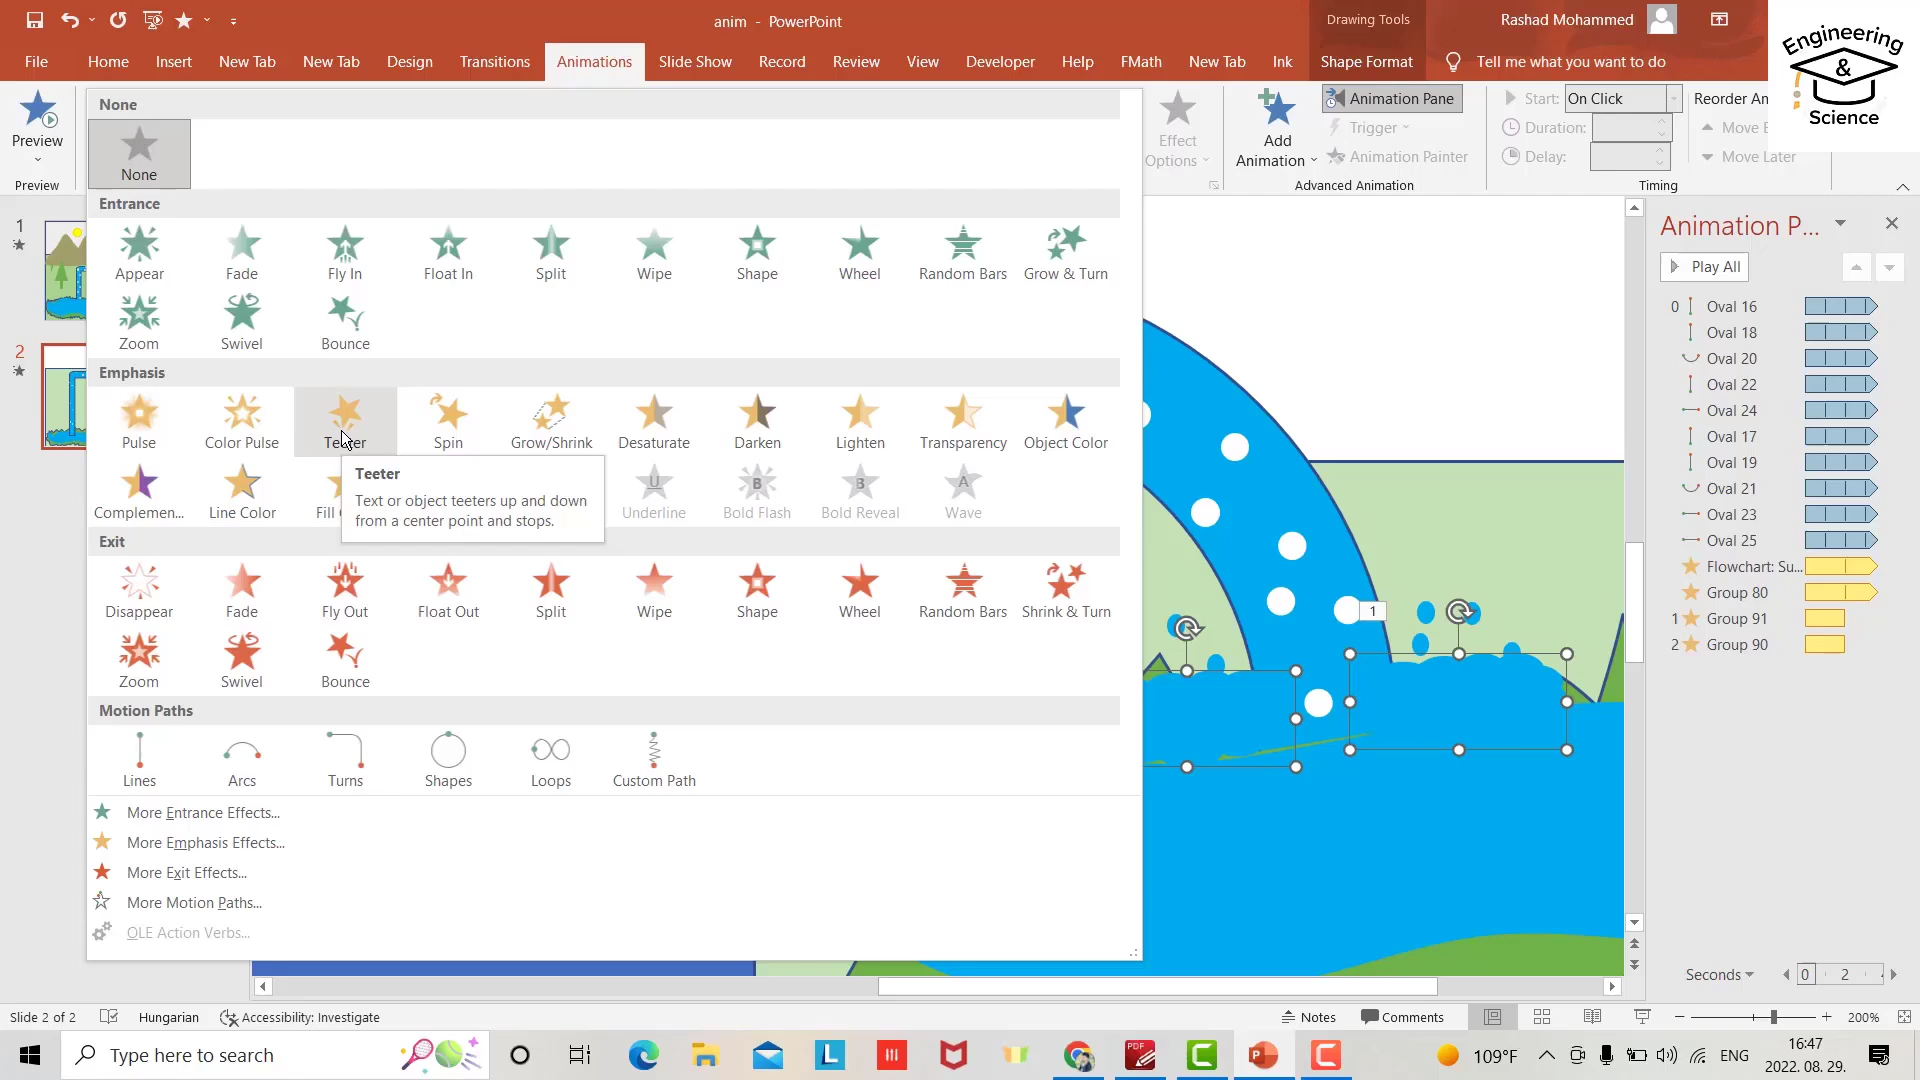 anim - PowerPoint
Drawing Tools
Rashad Mohammed
Engineering
&
Science
File
Home
Insert
New Tab
New Tab
Design
Transitions
Animations
Slide Show
Record
Review
View
Developer
Help
FMath
New Tab
Ink
Shape Format
Tell me what you want to do
Preview
Preview
None
None
Entrance
Appear
Fade
Fly In
Float In
Split
Wipe
Shape
Wheel
Random Bars
Grow & Turn
Zoom
Swivel
Bounce
Emphasis
Pulse
Color Pulse
Teeter
Spin
Grow/Shrink
Desaturate
Darken
Lighten
Transparency
Object Color
Complemen...
Line Color
Fill
Underline
Bold Flash
Bold Reveal
Wave
Teeter
Text or object teeters up and down
from a center point and stops.
Exit
Disappear
Fade
Fly Out
Float Out
Split
Wipe
Shape
Wheel
Random Bars
Shrink & Turn
Zoom
Swivel
Bounce
Motion Paths
Lines
Arcs
Turns
Shapes
Loops
Custom Path
More Entrance Effects...
More Emphasis Effects...
More Exit Effects...
More Motion Paths...
OLE Action Verbs...
Effect
Options
Add
Animation
Animation Pane
Trigger
Animation Painter
Advanced Animation
Start: On Click
Duration:
Delay:
Reorder An
Move E
Move Later
Timing
1
2
1
Animation P...
Play All
0 Oval 16
Oval 18
Oval 20
Oval 22
Oval 24
Oval 17
Oval 19
Oval 21
Oval 23
Oval 25
Flowchart: Su...
Group 80
1 Group 91
2 Group 90
Seconds
0
2
Slide 2 of 2
Hungarian
Accessibility: Investigate
Notes
Comments
200%
Type here to search
109°F
ENG
16:47
2022. 08. 29.